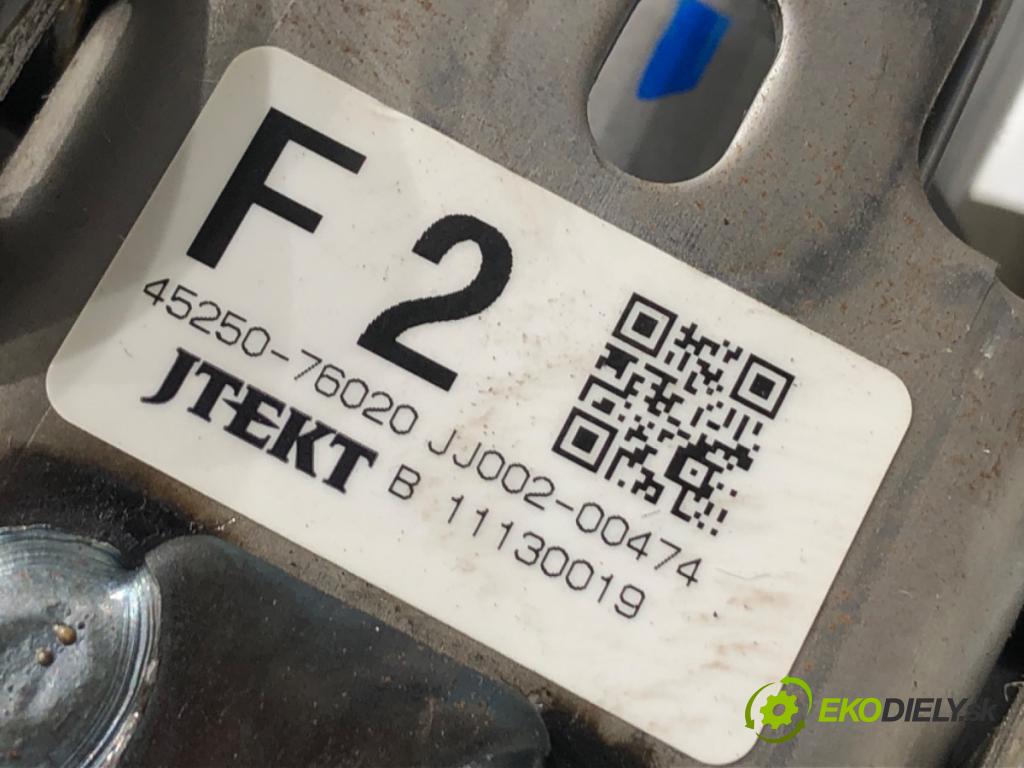 F 2
45250-76020 JJ002-00474
JTEKT B 11130019
EKODIELY.sk